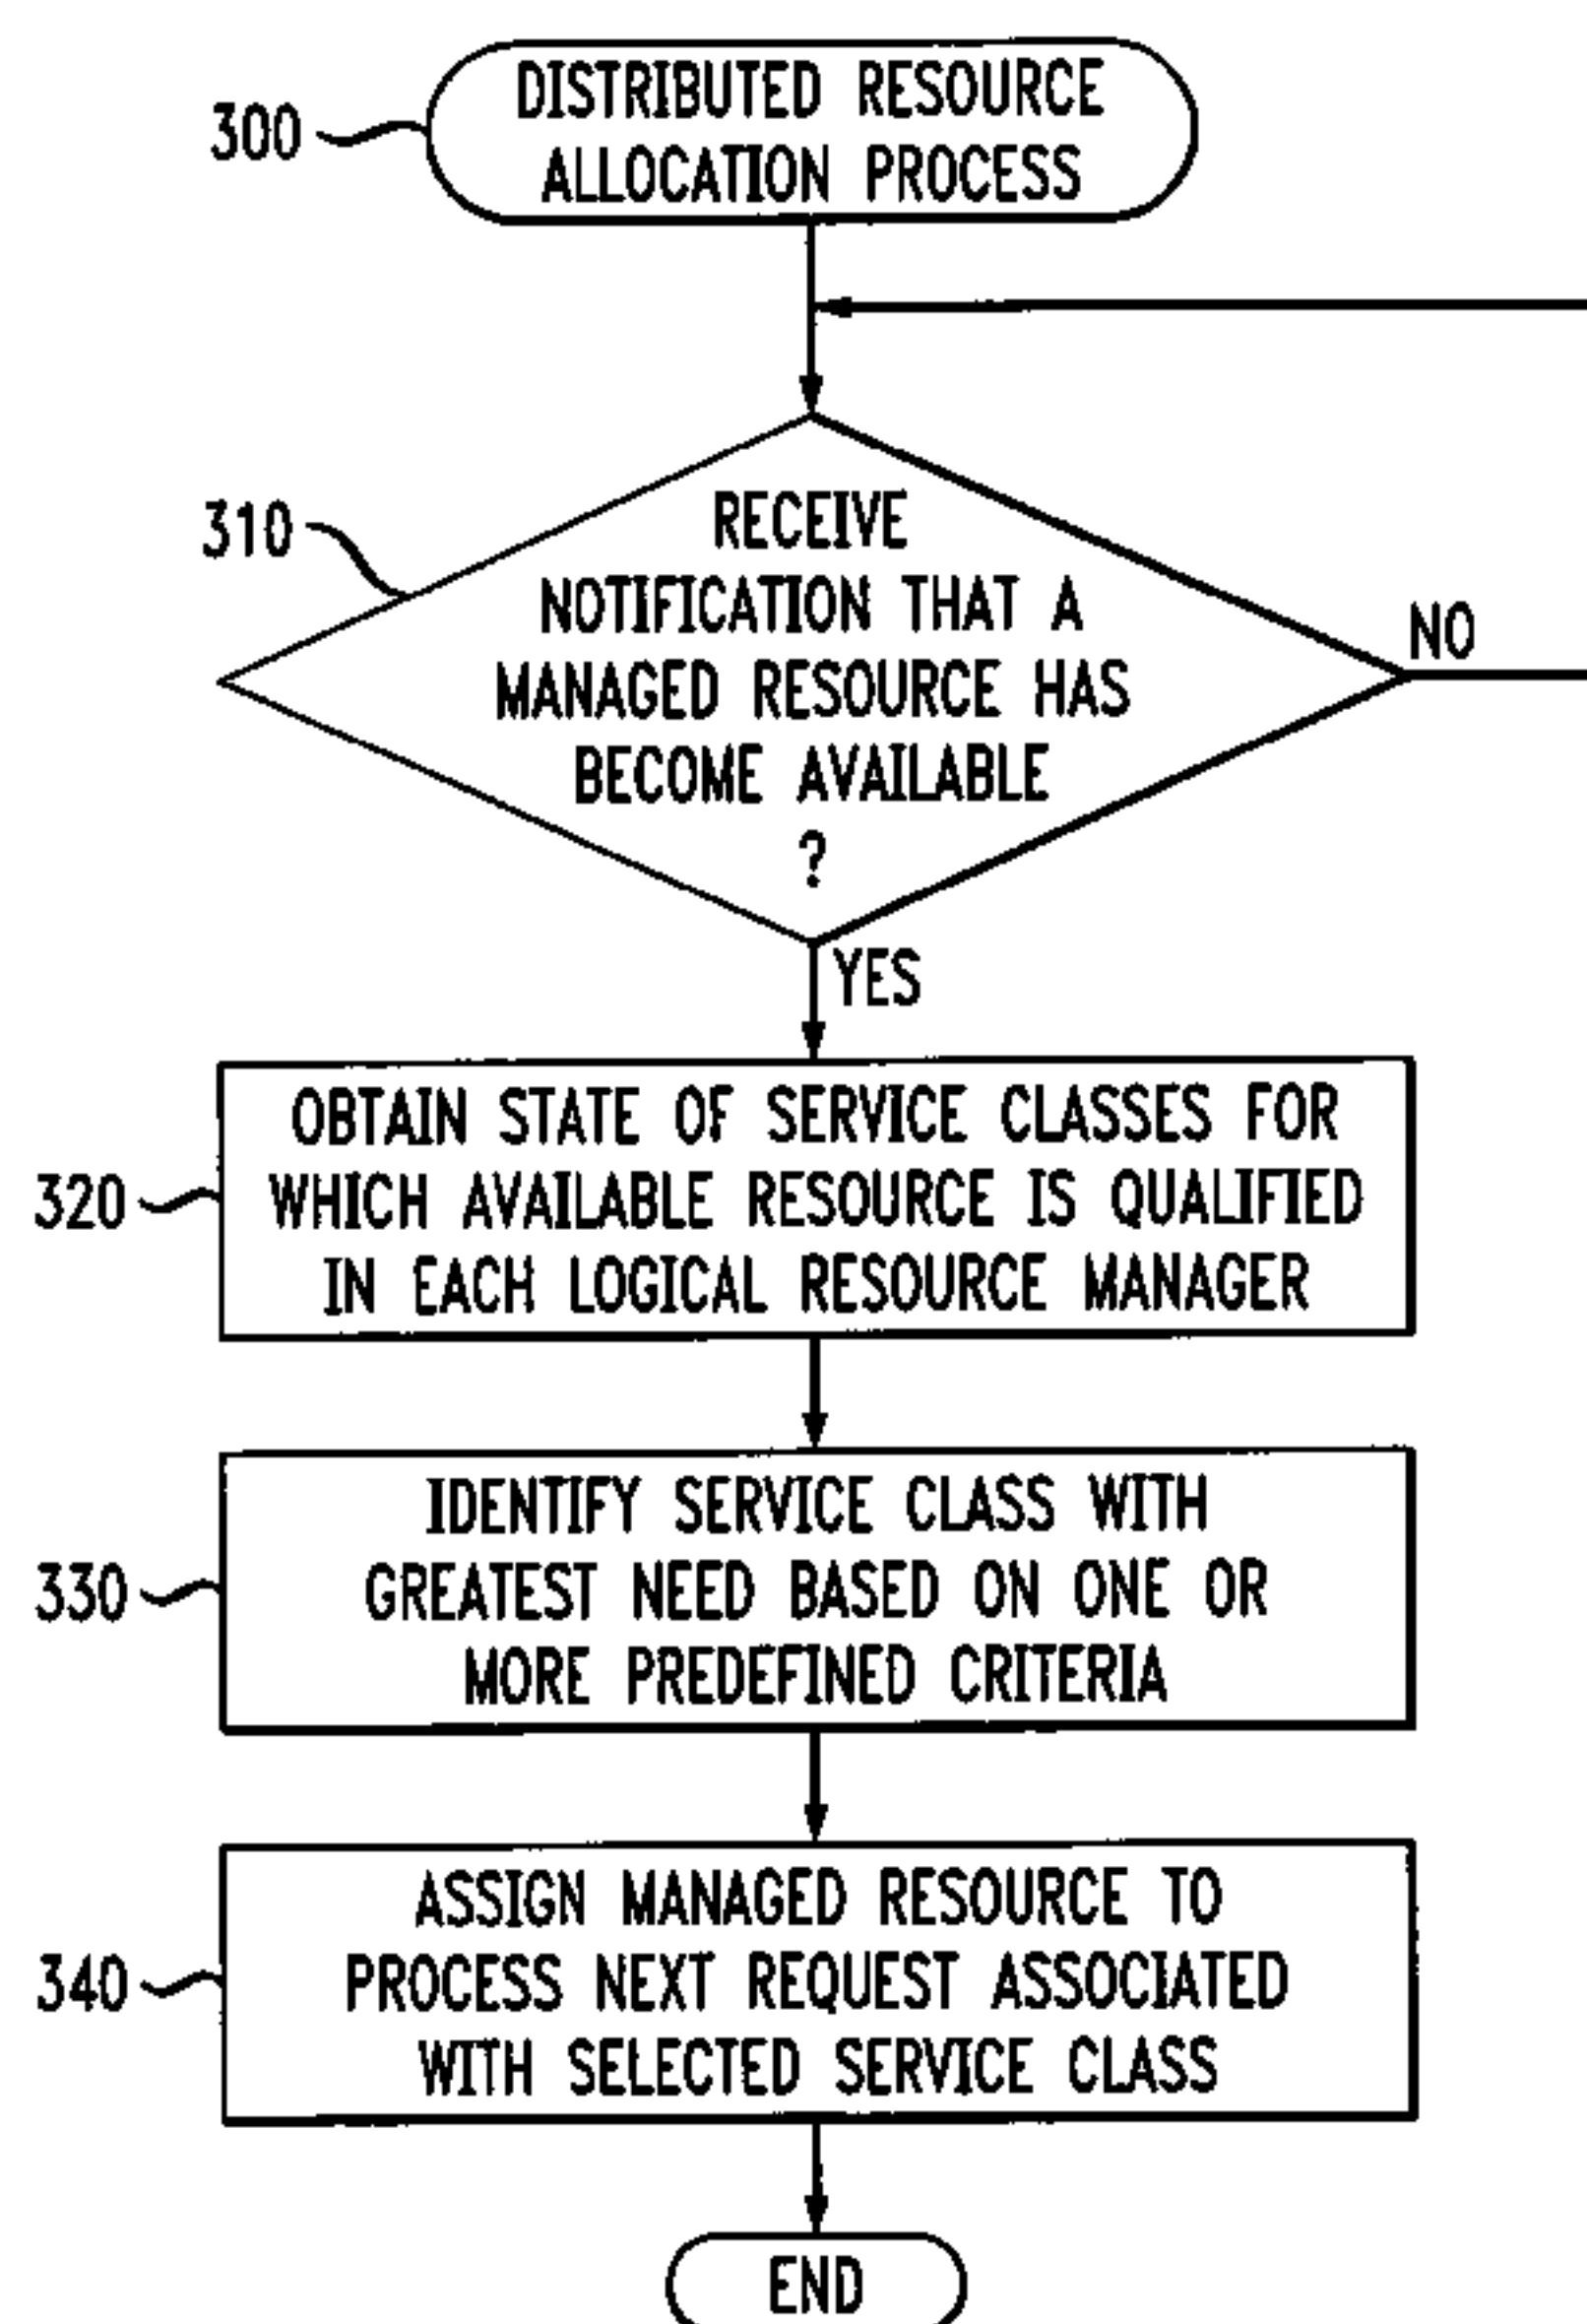 DISTRIBUTED RESOURCE
ALLOCATION PROCESS
300
310
RECEIVE
NOTIFICATION THAT A
MANAGED RESOURCE HAS
BECOME AVAILABLE
?
NO
YES
320
OBTAIN STATE OF SERVICE CLASSES FOR
WHICH AVAILABLE RESOURCE IS QUALIFIED
IN EACH LOGICAL RESOURCE MANAGER
330
IDENTIFY SERVICE CLASS WITH
GREATEST NEED BASED ON ONE OR
MORE PREDEFINED CRITERIA
340
ASSIGN MANAGED RESOURCE TO
PROCESS NEXT REQUEST ASSOCIATED
WITH SELECTED SERVICE CLASS
END